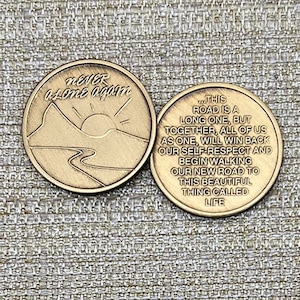 never
alone again
...THIS
ROAD IS A
LONG ONE, BUT
TOGETHER, ALL OF US
AS ONE, WILL WIN BACK
OUR SELF-RESPECT AND
BEGIN WALKING
OUR NEW ROAD TO
THIS BEAUTIFUL
THING CALLED
LIFE